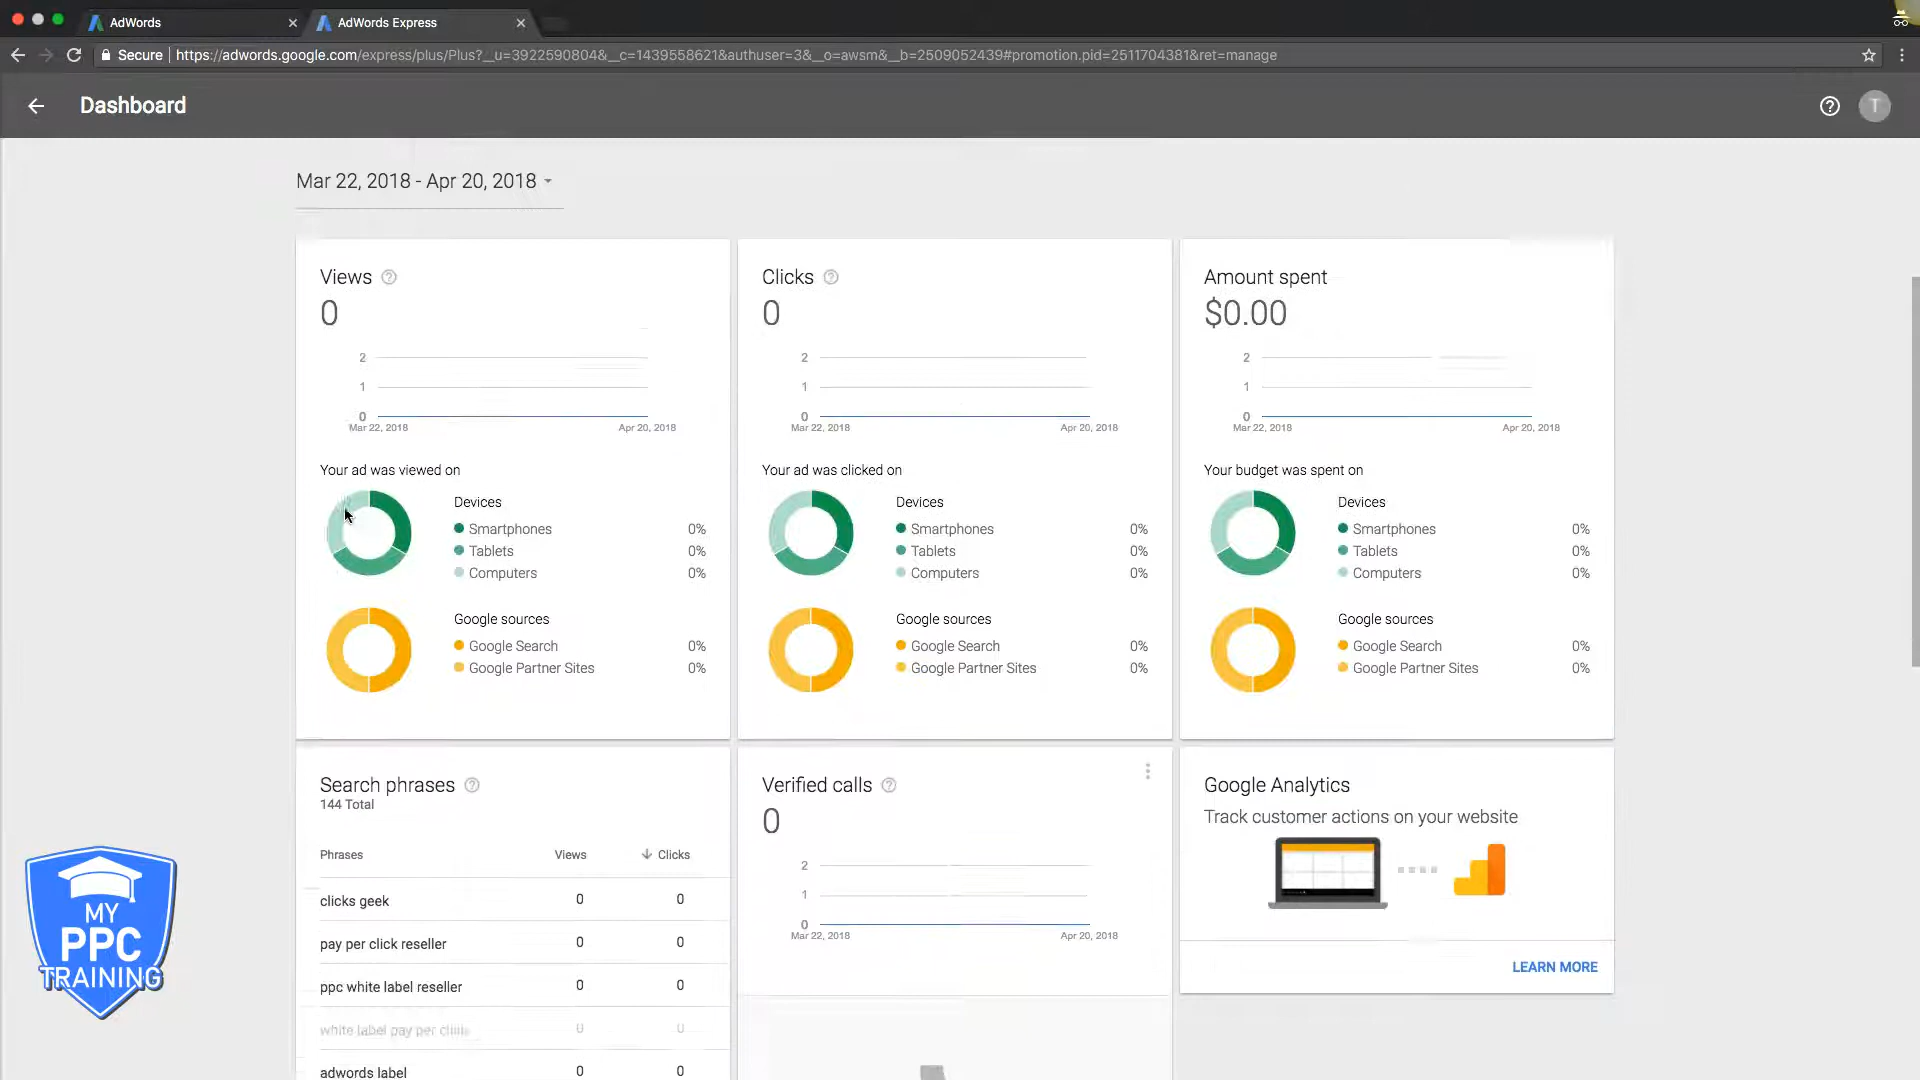 AdWords
AdWords Express
Secure
https://adwords.google.com/express/plus/Plus?__u=3922590804&__c=1439558621&authuser=3&__o=awsm&__b=2509052439#promotion.pid=2511704381&ret=manage
Dashboard
T
Mar 22, 2018 - Apr 20, 2018
Views
0
2
1
0
Mar 22, 2018
Apr 20, 2018
Your ad was viewed on
Devices
Smartphones 0%
Tablets 0%
Computers 0%
Google sources
Google Search 0%
Google Partner Sites 0%
Clicks
0
2
1
0
Mar 22, 2018
Apr 20, 2018
Your ad was clicked on
Devices
Smartphones 0%
Tablets 0%
Computers 0%
Google sources
Google Search 0%
Google Partner Sites 0%
Amount spent
$0.00
2
1
0
Mar 22, 2018
Apr 20, 2018
Your budget was spent on
Devices
Smartphones 0%
Tablets 0%
Computers 0%
Google sources
Google Search 0%
Google Partner Sites 0%
Search phrases
144 Total
Phrases Views Clicks
clicks geek 0 0
pay per click reseller 0 0
ppc white label reseller 0 0
white label pay per click 0 0
adwords label 0 0
Verified calls
0
2
1
0
Mar 22, 2018
Apr 20, 2018
Google Analytics
Track customer actions on your website
LEARN MORE
MY
PPC
TRAINING